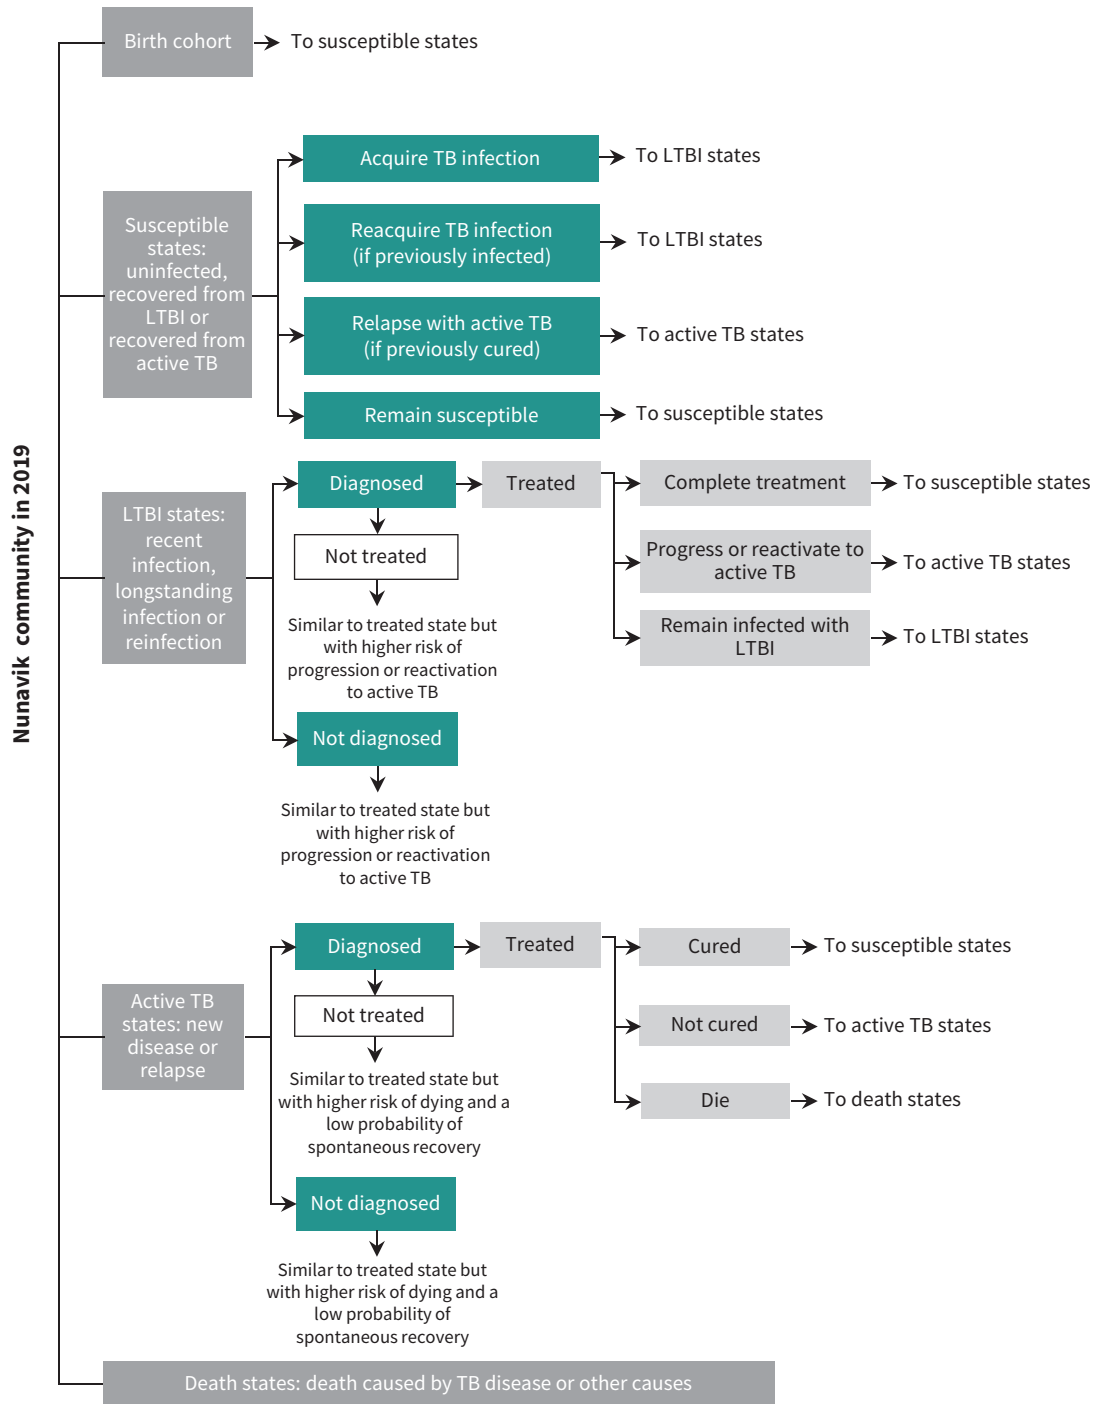 Nunavik community in 2019
Birth cohort
To susceptible states
Susceptible
states:
uninfected,
recovered from
LTBI or
recovered from
active TB
Acquire TB infection
To LTBI states
Reacquire TB infection
(if previously infected)
To LTBI states
Relapse with active TB
(if previously cured)
To active TB states
Remain susceptible
To susceptible states
LTBI states:
recent
infection,
longstanding
infection or
reinfection
Diagnosed
Treated
Complete treatment
To susceptible states
Progress or reactivate to
active TB
To active TB states
Remain infected with
LTBI
To LTBI states
Not treated
Similar to treated state but
with higher risk of
progression or reactivation
to active TB
Not diagnosed
Similar to treated state but
with higher risk of
progression or reactivation
to active TB
Active TB
states: new
disease or
relapse
Diagnosed
Treated
Cured
To susceptible states
Not cured
To active TB states
Die
To death states
Not treated
Similar to treated state but
with higher risk of dying and a
low probability of
spontaneous recovery
Not diagnosed
Similar to treated state but
with higher risk of dying and a
low probability of
spontaneous recovery
Death states: death caused by TB disease or other causes